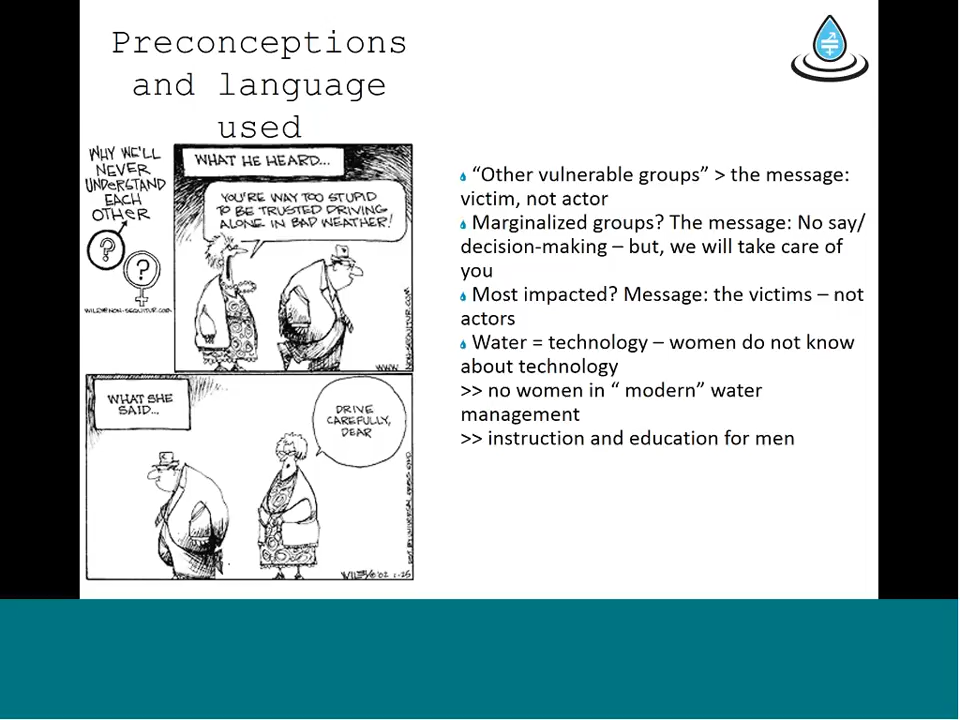 Preconceptions
and language
used
WHY WE'LL
NEVER
UNDERSTAND
EACH
OTHER
?
?
WILEY@NON-SEQUITUR.COM
WHAT HE HEARD...
YOU'RE WAY TOO STUPID
TO BE TRUSTED DRIVING
ALONE IN BAD WEATHER!
WWW.NON-SEQUITUR.COM
WHAT SHE
SAID...
DRIVE
CAREFULLY,
DEAR
WILEY©'02 1-25
“Other vulnerable groups” > the message:
victim, not actor
Marginalized groups? The message: No say/
decision-making – but, we will take care of
you
Most impacted? Message: the victims – not
actors
Water = technology – women do not know
about technology
>> no women in “ modern” water
management
>> instruction and education for men